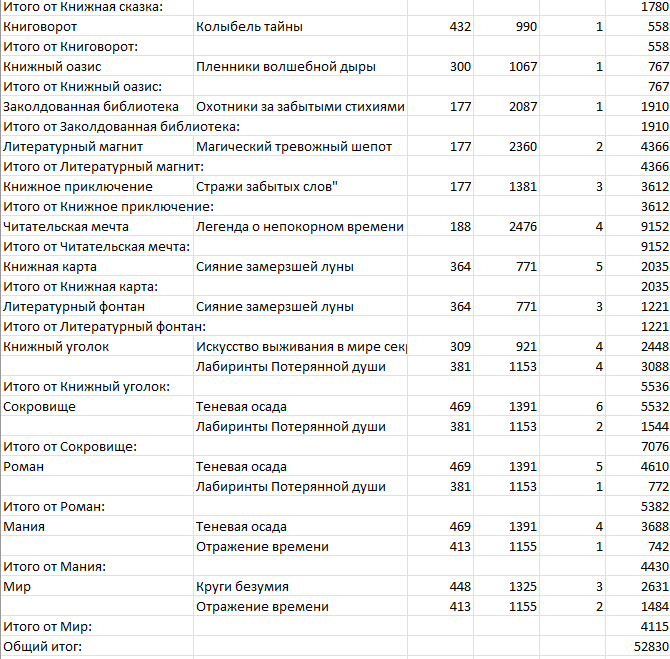 Итого от Книжная сказка: 1780
Книговорот Колыбель тайны 432 990 1 558
Итого от Книговорот: 558
Книжный оазис Пленники волшебной дыры 300 1067 1 767
Итого от Книжный оазис: 767
Заколдованная библиотека Охотники за забытыми стихиями 177 2087 1 1910
Итого от Заколдованная библиотека: 1910
Литературный магнит Магический тревожный шепот 177 2360 2 4366
Итого от Литературный магнит: 4366
Книжное приключение Стражи забытых слов" 177 1381 3 3612
Итого от Книжное приключение: 3612
Читательская мечта Легенда о непокорном времени 188 2476 4 9152
Итого от Читательская мечта: 9152
Книжная карта Сияние замерзшей луны 364 771 5 2035
Итого от Книжная карта: 2035
Литературный фонтан Сияние замерзшей луны 364 771 3 1221
Итого от Литературный фонтан: 1221
Книжный уголок Искусство выживания в мире секр 309 921 4 2448
Лабиринты Потерянной души 381 1153 4 3088
Итого от Книжный уголок: 5536
Сокровище Теневая осада 469 1391 6 5532
Лабиринты Потерянной души 381 1153 2 1544
Итого от Сокровище: 7076
Роман Теневая осада 469 1391 5 4610
Лабиринты Потерянной души 381 1153 1 772
Итого от Роман: 5382
Мания Теневая осада 469 1391 4 3688
Отражение времени 413 1155 1 742
Итого от Мания: 4430
Мир Круги безумия 448 1325 3 2631
Отражение времени 413 1155 2 1484
Итого от Мир: 4115
Общий итог: 52830